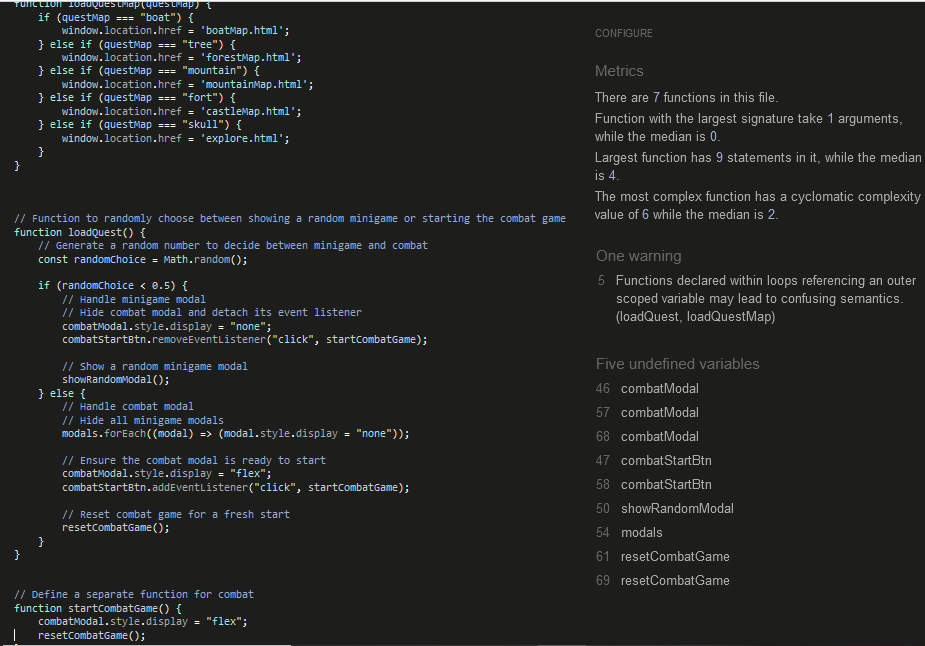 function loadQuestMap(questMap) {
if (questMap === "boat") {
window.location.href = 'boatMap.html';
} else if (questMap === "tree") {
window.location.href = 'forestMap.html';
} else if (questMap === "mountain") {
window.location.href = 'mountainMap.html';
} else if (questMap === "fort") {
window.location.href = 'castleMap.html';
} else if (questMap === "skull") {
window.location.href = 'explore.html';
}
}
// Function to randomly choose between showing a random minigame or starting the combat game
function loadQuest() {
// Generate a random number to decide between minigame and combat
const randomChoice = Math.random();
if (randomChoice < 0.5) {
// Handle minigame modal
// Hide combat modal and detach its event listener
combatModal.style.display = "none";
combatStartBtn.removeEventListener("click", startCombatGame);
// Show a random minigame modal
showRandomModal();
} else {
// Handle combat modal
// Hide all minigame modals
modals.forEach((modal) => (modal.style.display = "none"));
// Ensure the combat modal is ready to start
combatModal.style.display = "flex";
combatStartBtn.addEventListener("click", startCombatGame);
// Reset combat game for a fresh start
resetCombatGame();
}
}
// Define a separate function for combat
function startCombatGame() {
combatModal.style.display = "flex";
resetCombatGame();
CONFIGURE
Metrics
There are 7 functions in this file.
Function with the largest signature take 1 arguments,
while the median is 0.
Largest function has 9 statements in it, while the median
is 4.
The most complex function has a cyclomatic complexity
value of 6 while the median is 2.
One warning
5 Functions declared within loops referencing an outer
scoped variable may lead to confusing semantics.
(loadQuest, loadQuestMap)
Five undefined variables
46 combatModal
57 combatModal
68 combatModal
47 combatStartBtn
58 combatStartBtn
50 showRandomModal
54 modals
61 resetCombatGame
69 resetCombatGame